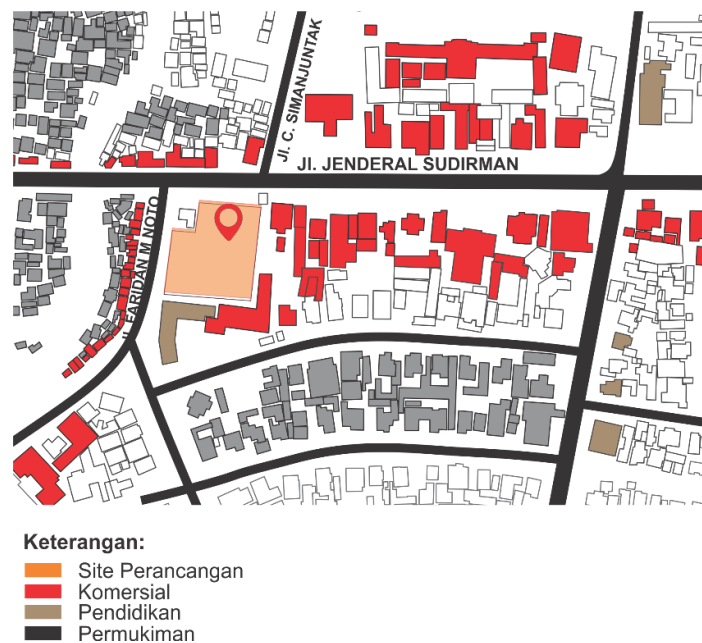 Jl. C. SIMANJUNTAK
Jl. JENDERAL SUDIRMAN
Jl FARIDAN M NOTO
Keterangan:
Site Perancangan
Komersial
Pendidikan
Permukiman